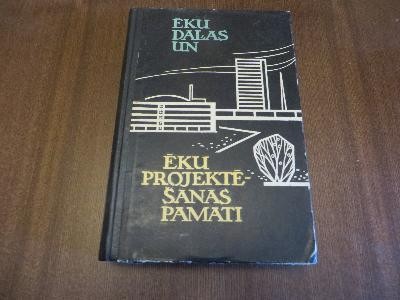 ĒKU
DAĻAS
UN
ĒKU
PROJEKTĒ-
ŠANAS
PAMATI